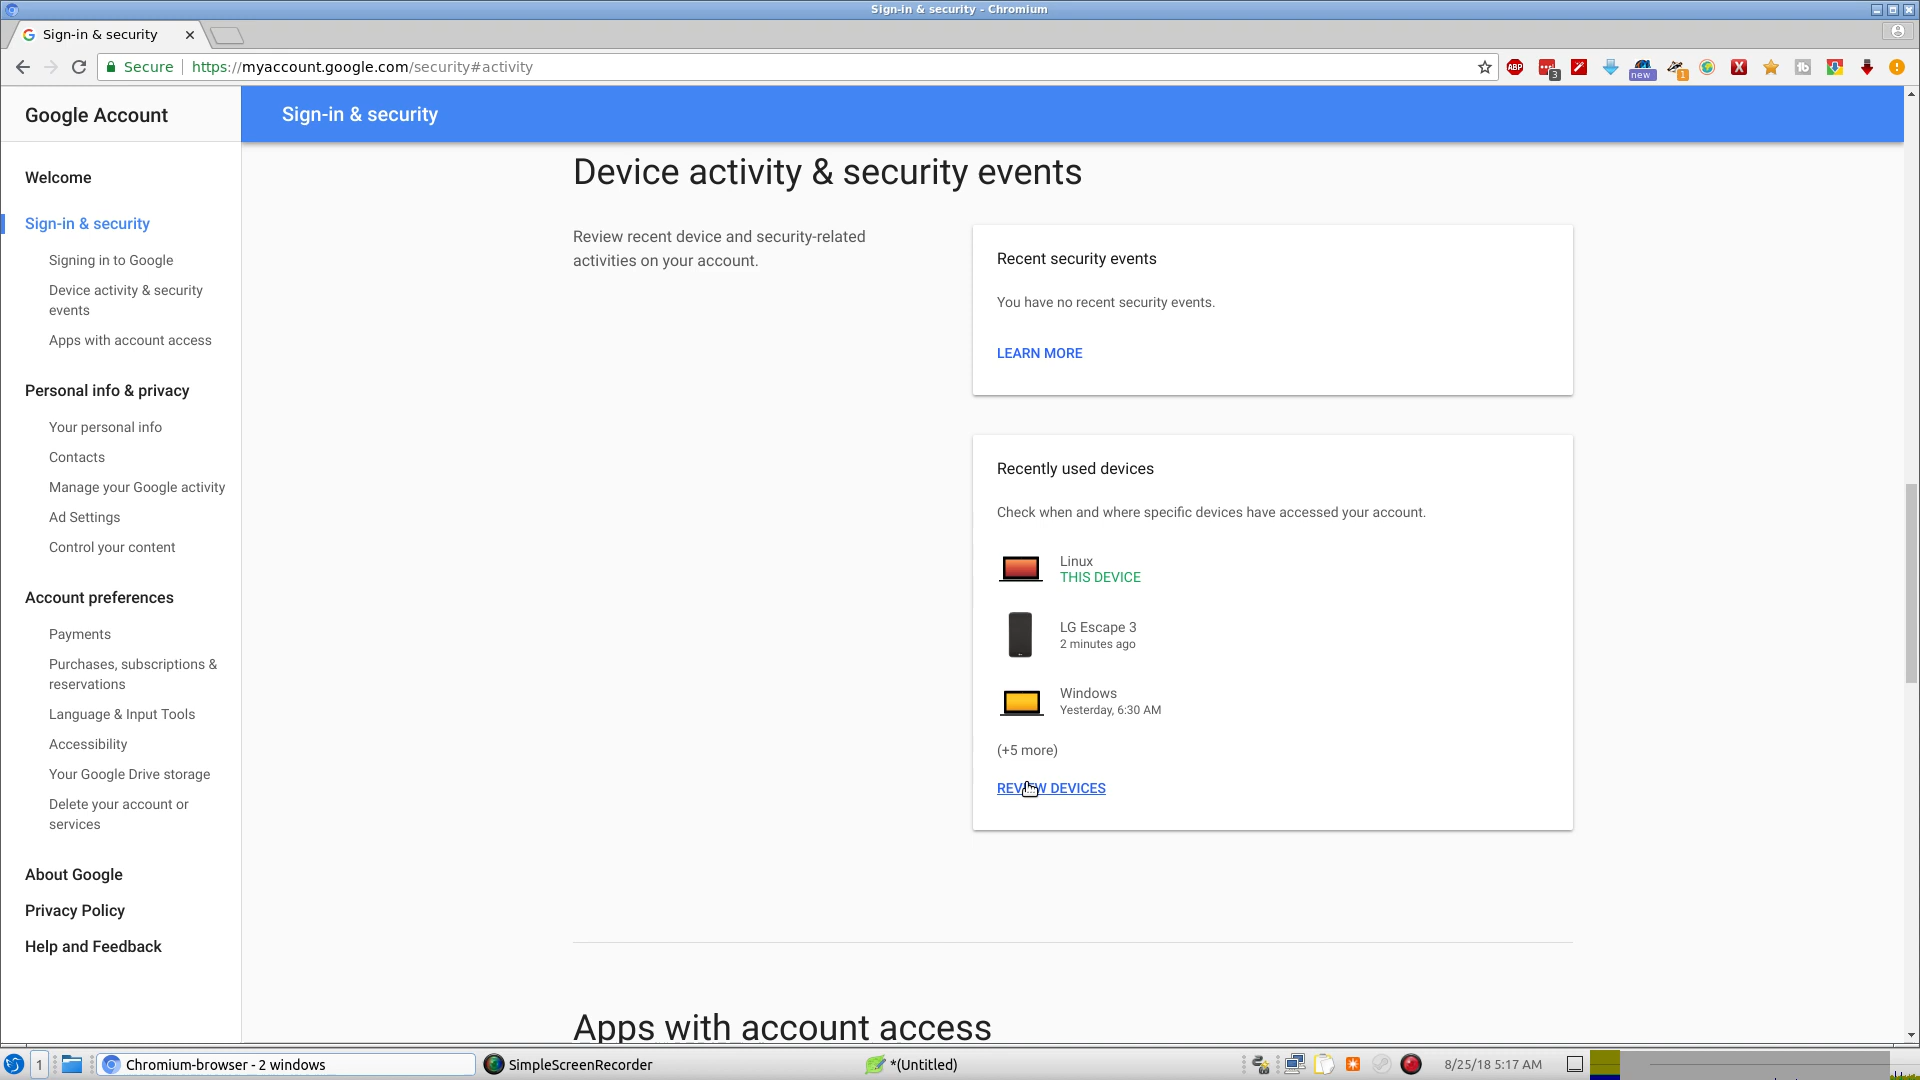 Sign-in & security - Chromium
Sign-in & security
Secure
https://myaccount.google.com/security#activity
ABP
3
new
1
X
Google Account
Sign-in & security
Welcome
Sign-in & security
Signing in to Google
Device activity & security
events
Apps with account access
Personal info & privacy
Your personal info
Contacts
Manage your Google activity
Ad Settings
Control your content
Account preferences
Payments
Purchases, subscriptions &
reservations
Language & Input Tools
Accessibility
Your Google Drive storage
Delete your account or
services
About Google
Privacy Policy
Help and Feedback
Device activity & security events
Review recent device and security-related
activities on your account.
Recent security events
You have no recent security events.
LEARN MORE
Recently used devices
Check when and where specific devices have accessed your account.
Linux
THIS DEVICE
LG Escape 3
2 minutes ago
Windows
Yesterday, 6:30 AM
(+5 more)
REVIEW DEVICES
Apps with account access
1
Chromium-browser - 2 windows
SimpleScreenRecorder
*(Untitled)
8/25/18 5:17 AM